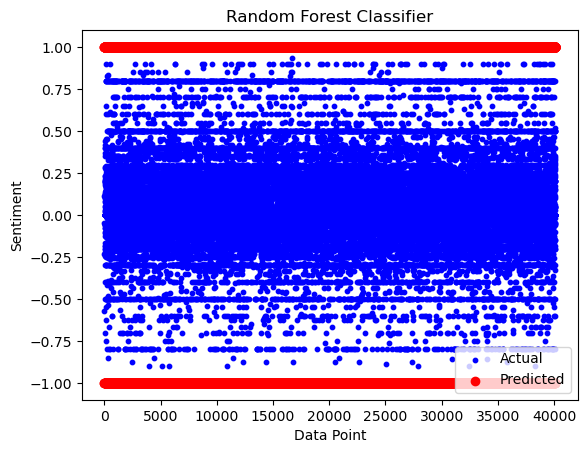 Random Forest Classifier
1.00
0.75
0.50
0.25
0.00
−0.25
−0.50
−0.75
−1.00
Sentiment
0 5000 10000 15000 20000 25000 30000 35000 40000
Data Point
Actual
Predicted